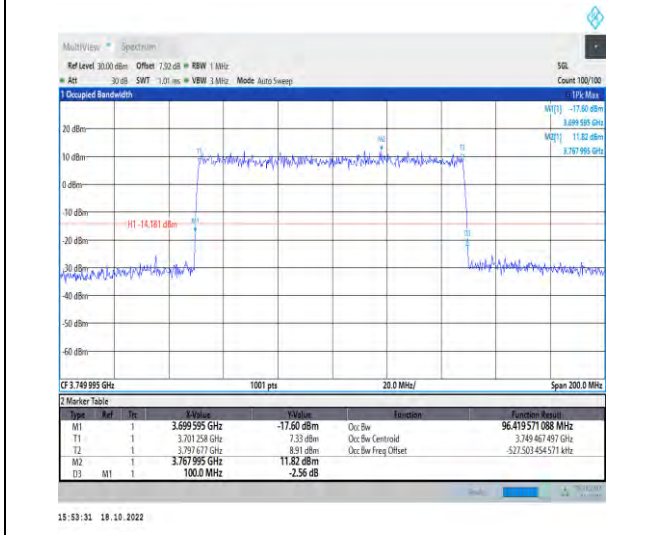 MultiView Spectrum
Ref Level 30.00 dBm Offset 7.92 dB RBW 1 MHz SGL
Att 30 dB SWT 1.01 ms VBW 3 MHz Mode Auto Sweep Count 100/100
1 Occupied Bandwidth 1Pk Max
M1[1] -17.60 dBm
3.699 595 GHz
20 dBm
M2[1] 11.82 dBm
3.767 995 GHz
M2
T1
T2
10 dBm
0 dBm
-10 dBm
H1 -14.181 dBm
M1
-20 dBm
D3
-30 dBm
-40 dBm
-50 dBm
-60 dBm
CF 3.749 995 GHz 1001 pts 20.0 MHz/ Span 200.0 MHz
2 Marker Table
Type Ref Trc X-Value Y-Value Function Function Result
M1 1 3.699 595 GHz -17.60 dBm Occ Bw 96.419 571 088 MHz
T1 1 3.701 258 GHz 7.33 dBm Occ Bw Centroid 3.749 467 497 GHz
T2 1 3.797 677 GHz 8.91 dBm Occ Bw Freq Offset -527.503 454 571 kHz
M2 1 3.767 995 GHz 11.82 dBm
D3 M1 1 100.0 MHz -2.56 dB
15:53:31 18.10.2022